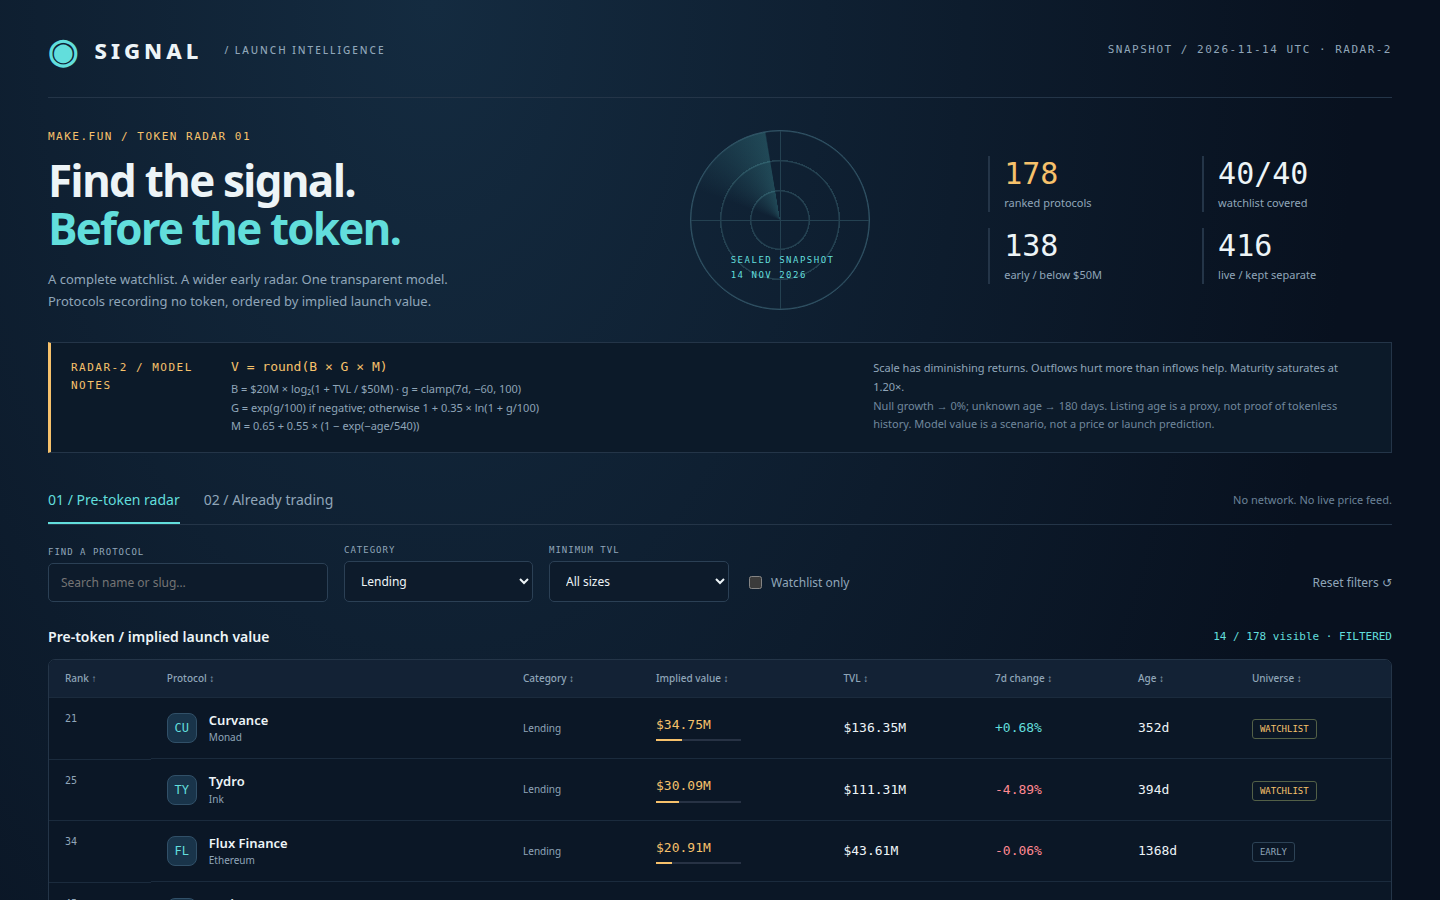 SIGNAL / LAUNCH INTELLIGENCE
SNAPSHOT / 2026-11-14 UTC · RADAR-2
MAKE.FUN / TOKEN RADAR 01
Find the signal.
Before the token.
A complete watchlist. A wider early radar. One transparent model.
Protocols recording no token, ordered by implied launch value.
SEALED SNAPSHOT
14 NOV 2026
178
ranked protocols
40/40
watchlist covered
138
early / below $50M
416
live / kept separate
RADAR-2 / MODEL
NOTES
V = round(B × G × M)
B = $20M × log₂(1 + TVL / $50M) · g = clamp(7d, −60, 100)
G = exp(g/100) if negative; otherwise 1 + 0.35 × ln(1 + g/100)
M = 0.65 + 0.55 × (1 − exp(−age/540))
Scale has diminishing returns. Outflows hurt more than inflows help. Maturity saturates at
1.20×.
Null growth → 0%; unknown age → 180 days. Listing age is a proxy, not proof of tokenless
history. Model value is a scenario, not a price or launch prediction.
01 / Pre-token radar
02 / Already trading
No network. No live price feed.
FIND A PROTOCOL
CATEGORY
MINIMUM TVL
Search name or slug...
Lending
All sizes
Watchlist only
Reset filters ↺
Pre-token / implied launch value
14 / 178 visible · FILTERED
Rank ↑ Protocol ↕ Category ↕ Implied value ↕ TVL ↕ 7d change ↕ Age ↕ Universe ↕
21 CU Curvance Lending $34.75M $136.35M +0.68% 352d WATCHLIST
Monad
25 TY Tydro Lending $30.09M $111.31M -4.89% 394d WATCHLIST
Ink
34 FL Flux Finance Lending $20.91M $43.61M -0.06% 1368d EARLY
Ethereum